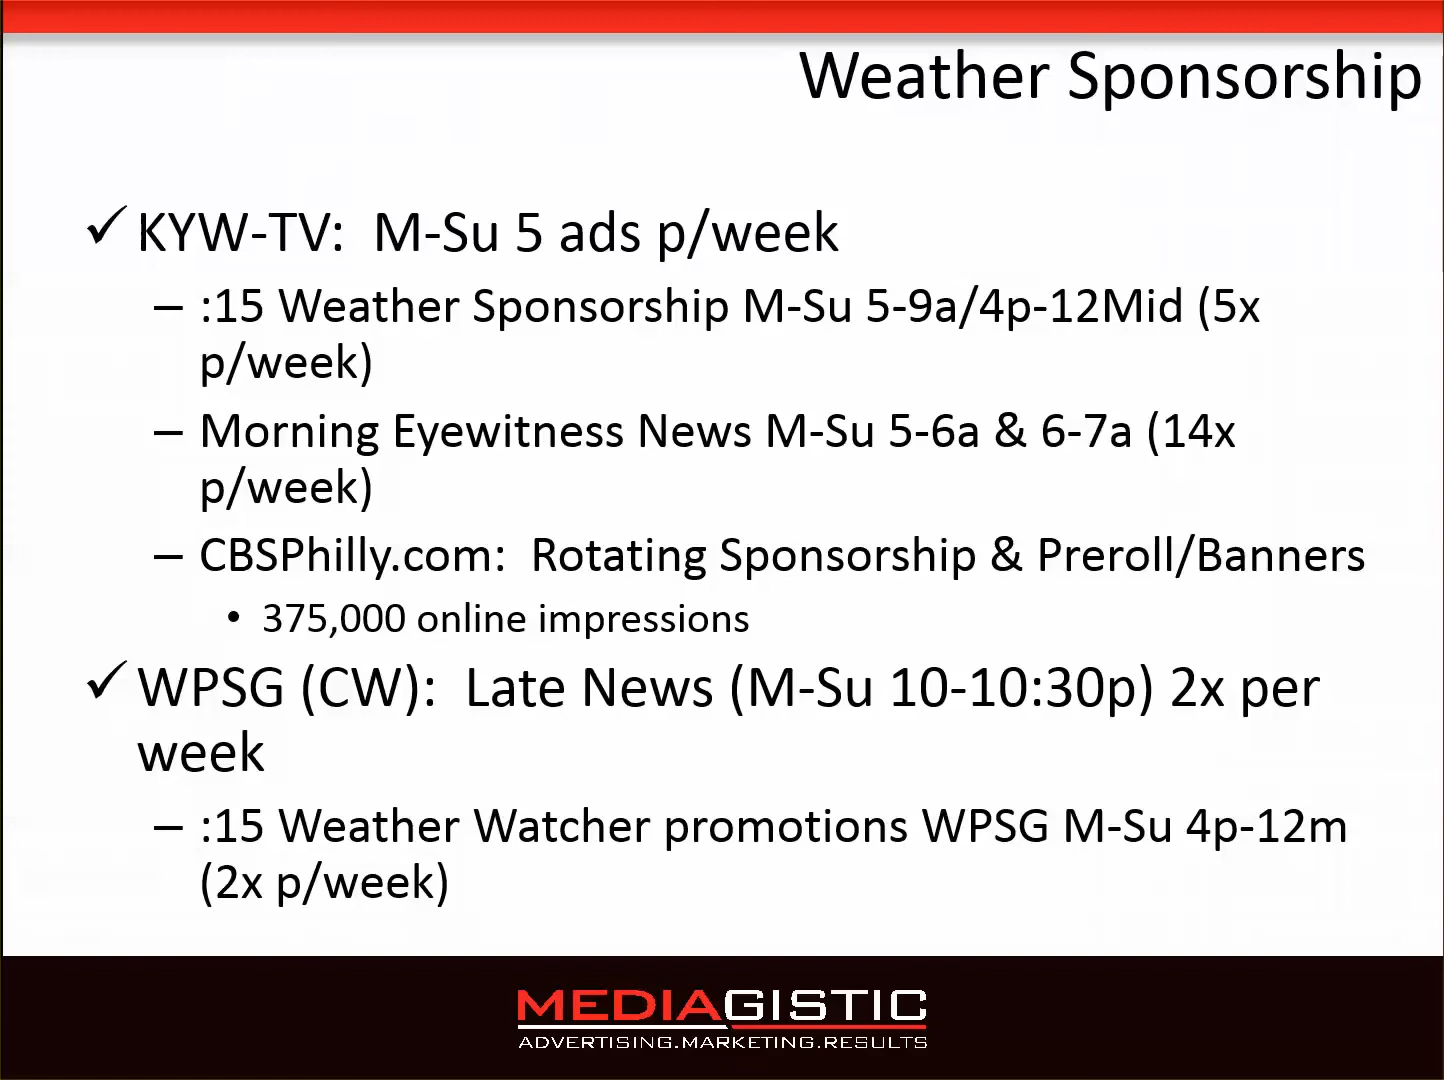 Weather Sponsorship
✓ KYW-TV: M-Su 5 ads p/week
– :15 Weather Sponsorship M-Su 5-9a/4p-12Mid (5x
p/week)
– Morning Eyewitness News M-Su 5-6a & 6-7a (14x
p/week)
– CBSPhilly.com: Rotating Sponsorship & Preroll/Banners
• 375,000 online impressions
✓ WPSG (CW): Late News (M-Su 10-10:30p) 2x per
week
– :15 Weather Watcher promotions WPSG M-Su 4p-12m
(2x p/week)
MEDIAGISTIC
ADVERTISING.MARKETING.RESULTS